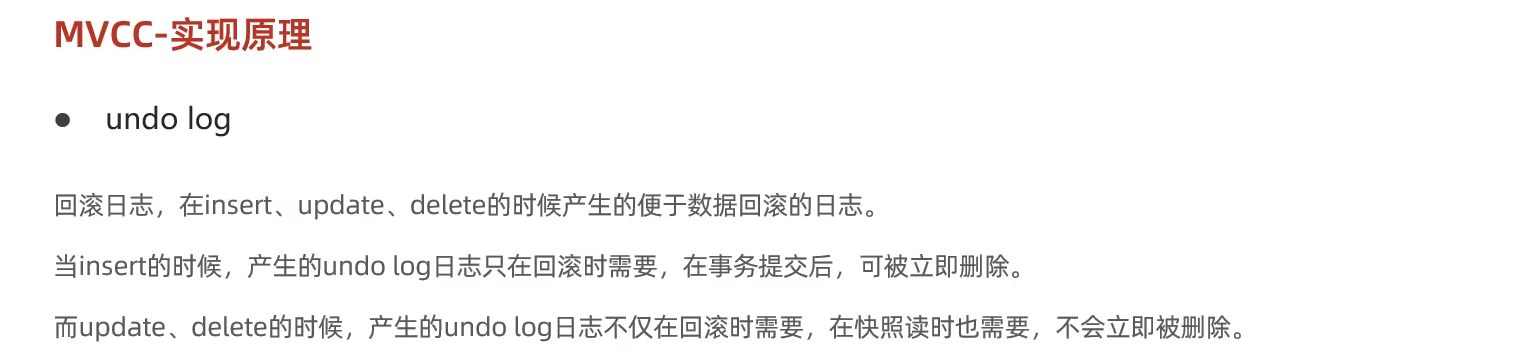 MVCC-实现原理
● undo log
回滚日志，在insert、update、delete的时候产生的便于数据回滚的日志。
当insert的时候，产生的undo log日志只在回滚时需要，在事务提交后，可被立即删除。
而update、delete的时候，产生的undo log日志不仅在回滚时需要，在快照读时也需要，不会立即被删除。